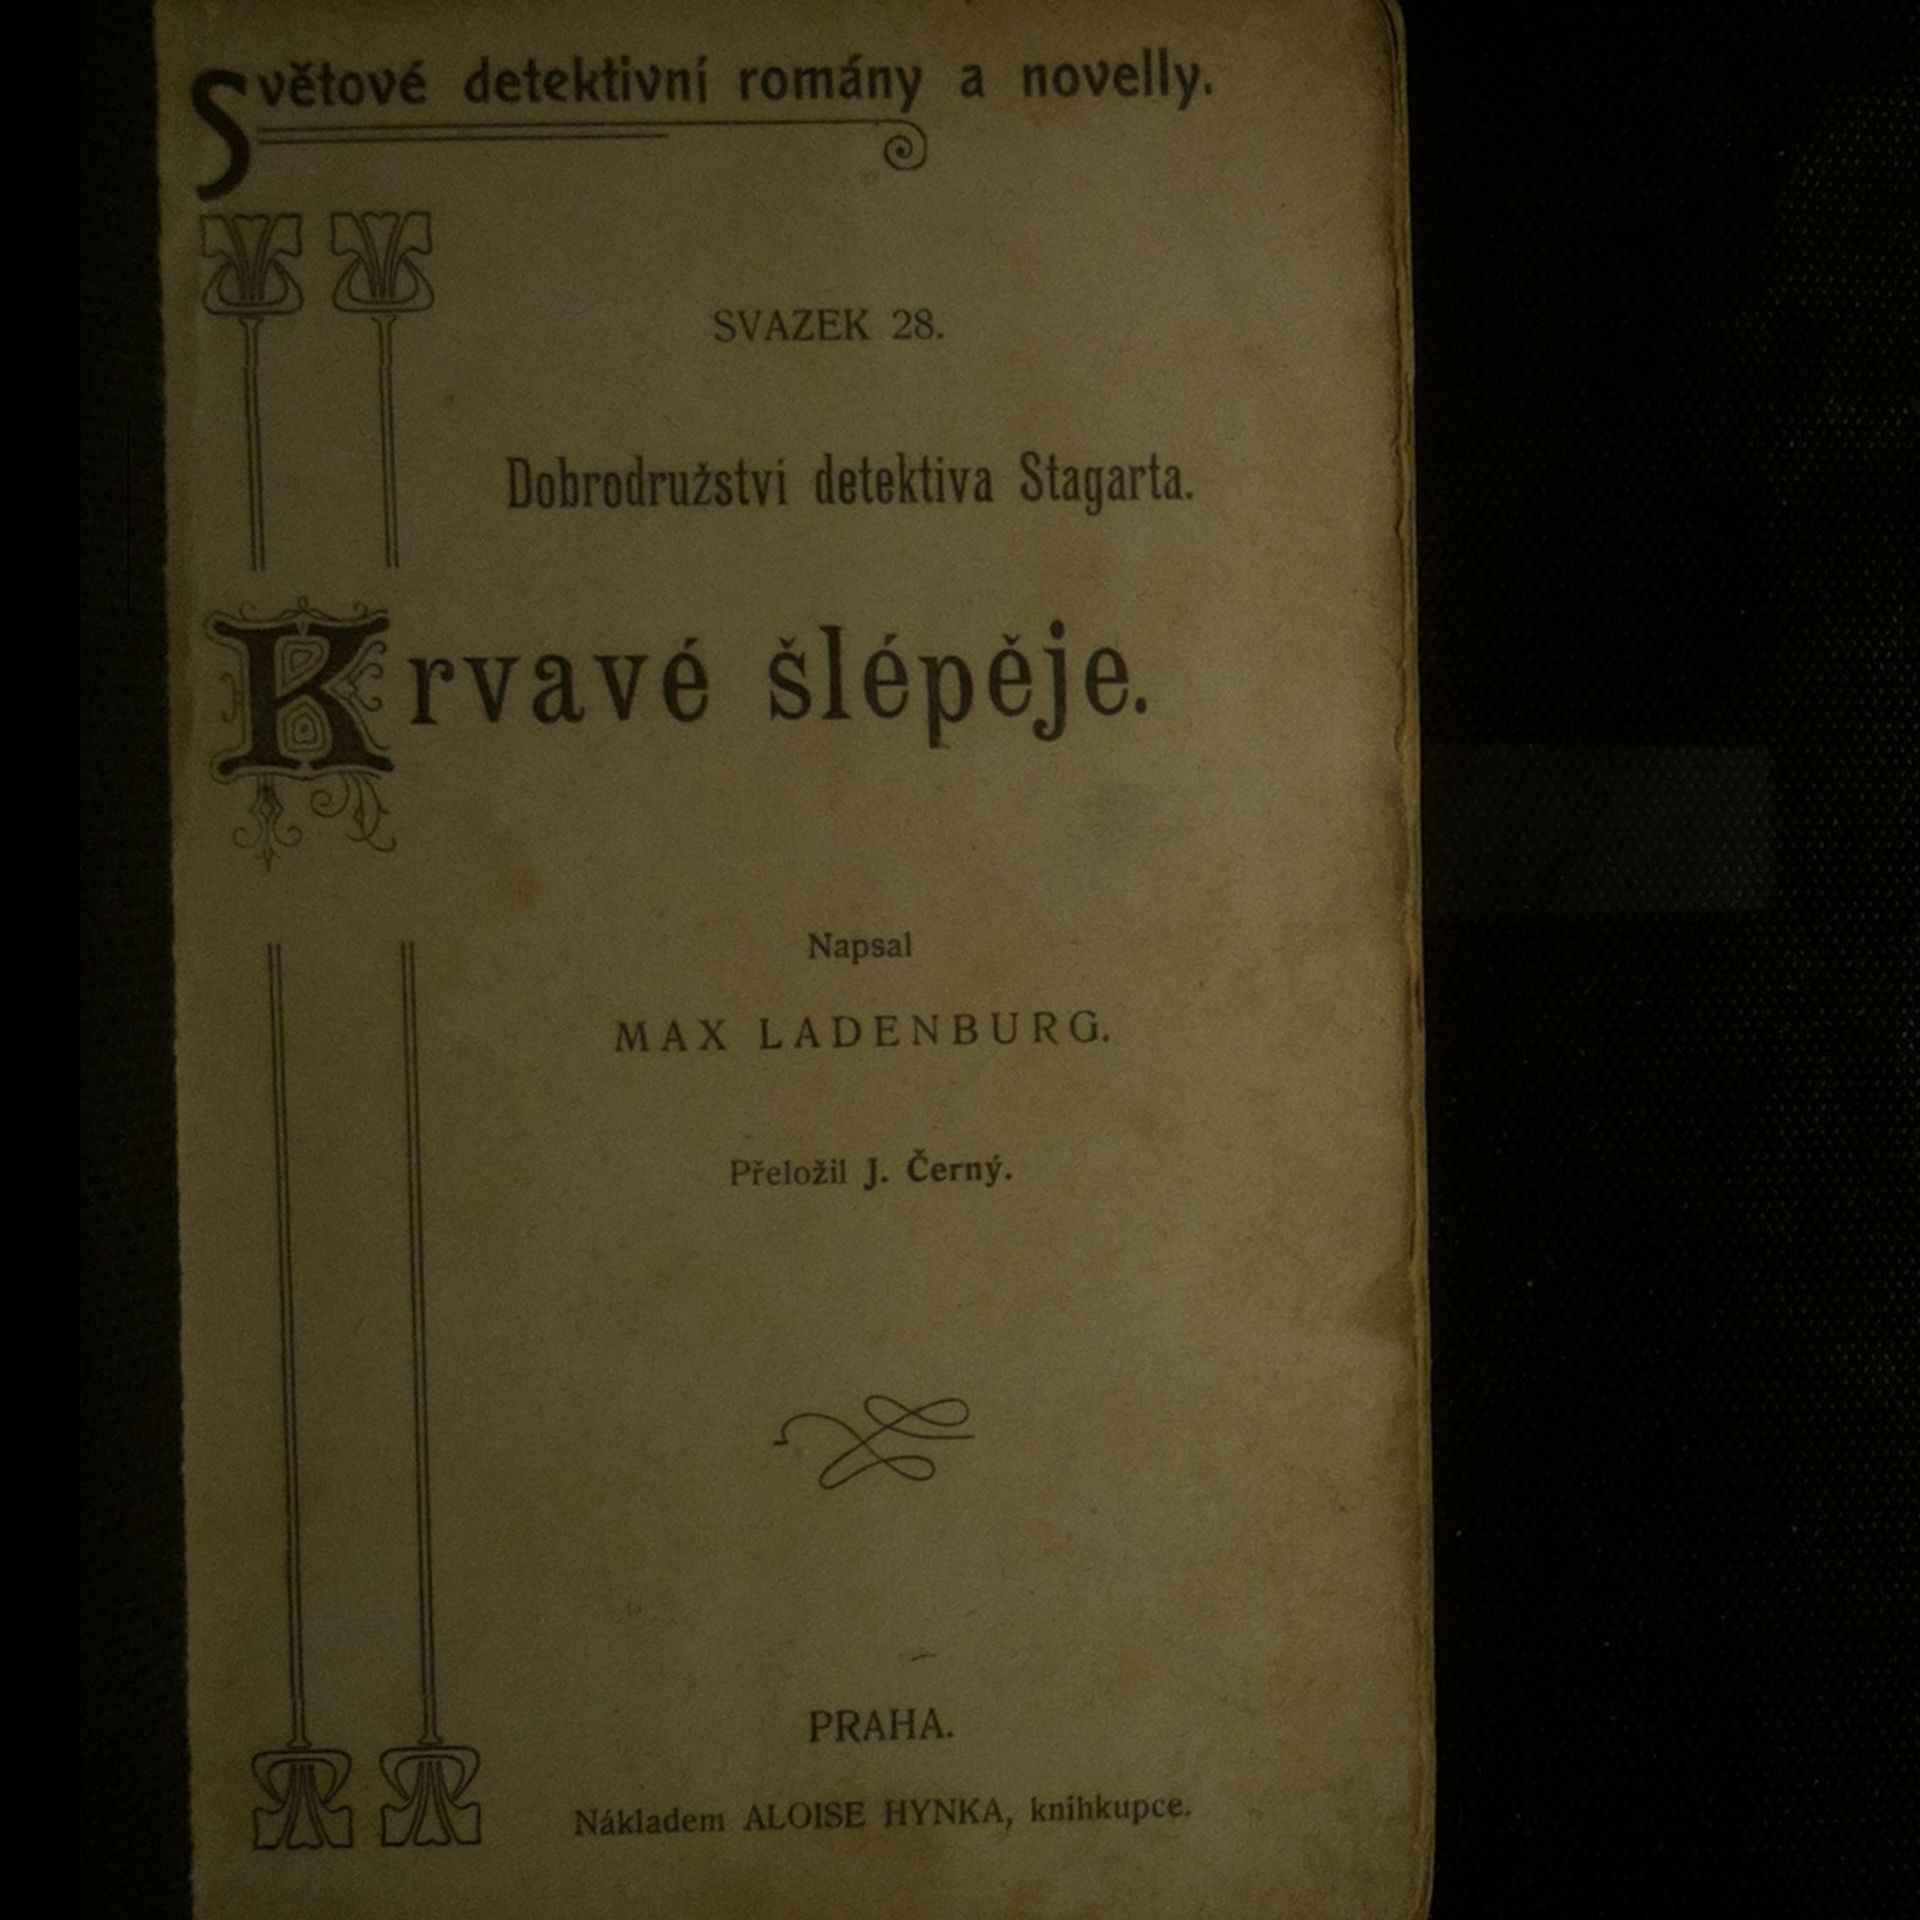 Světové detektivní romány a novelly.
SVAZEK 28.
Dobrodružství detektiva Stagarta.
Krvavé šlépěje.
Napsal
MAX LADENBURG.
Přeložil J. Černý.
PRAHA.
Nákladem ALOISE HYNKA, knihkupce.